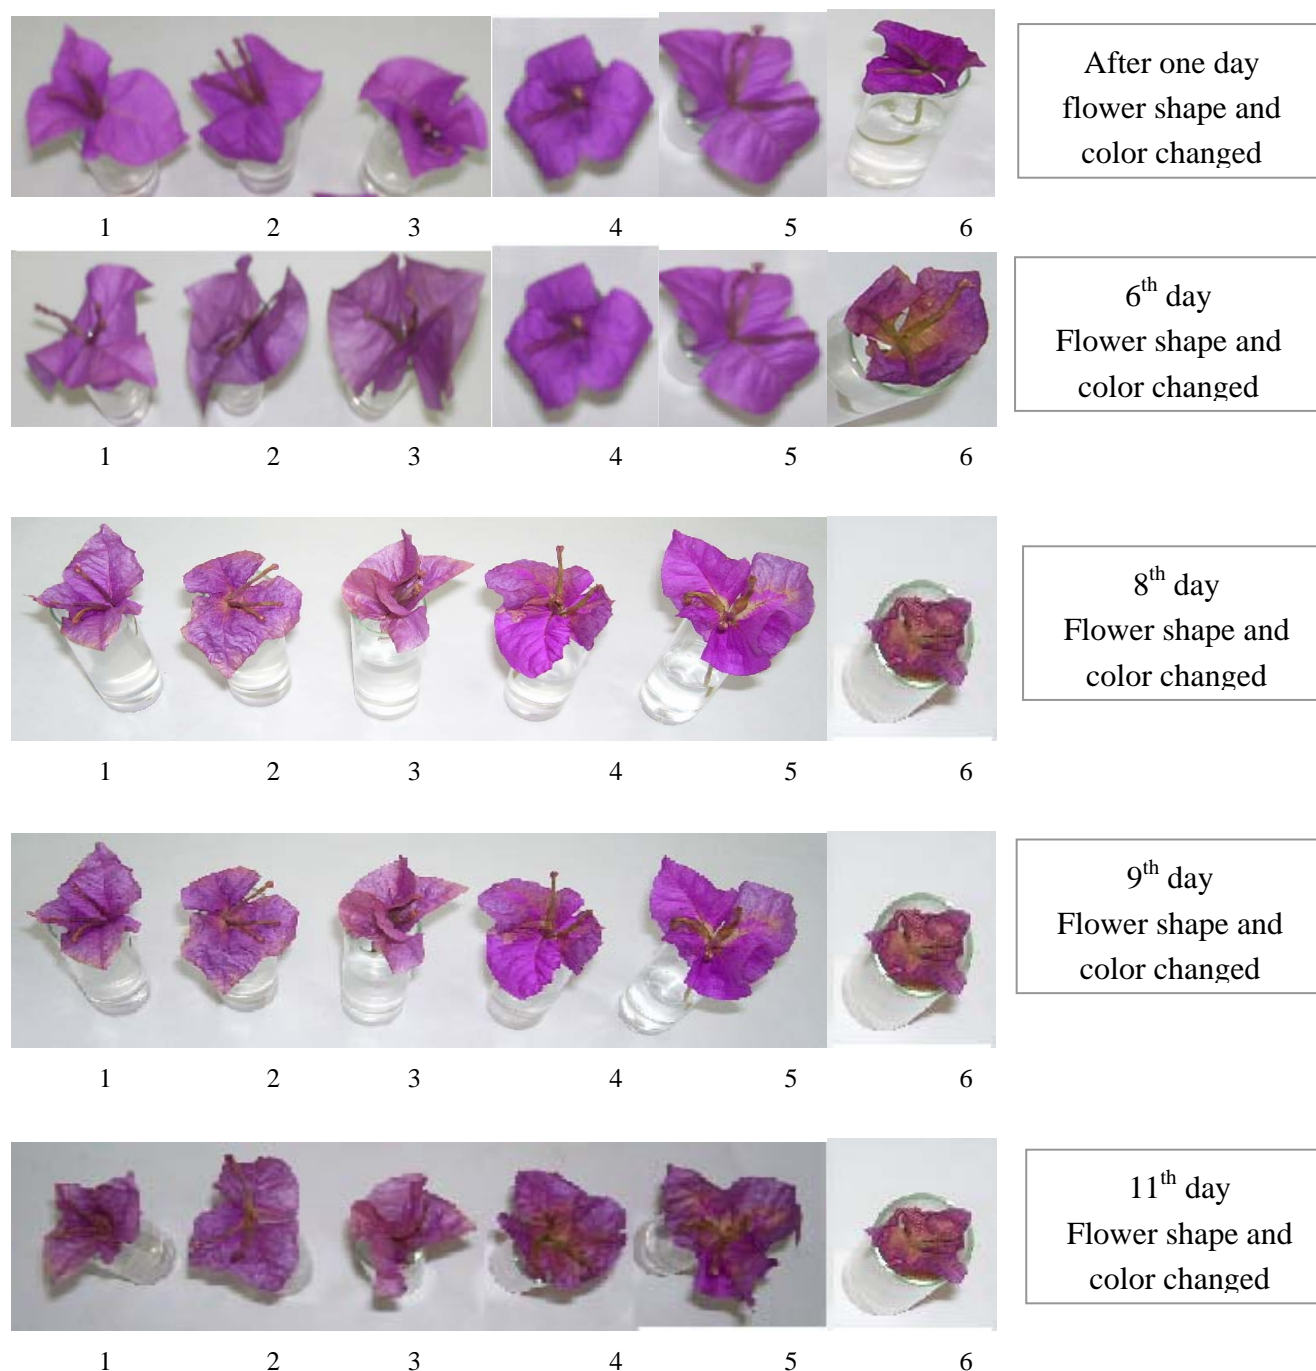 After one day
flower shape and
color changed
1 2 3 4 5 6
6th day
Flower shape and
color changed
1 2 3 4 5 6
8th day
Flower shape and
color changed
1 2 3 4 5 6
9th day
Flower shape and
color changed
1 2 3 4 5 6
11th day
Flower shape and
color changed
1 2 3 4 5 6